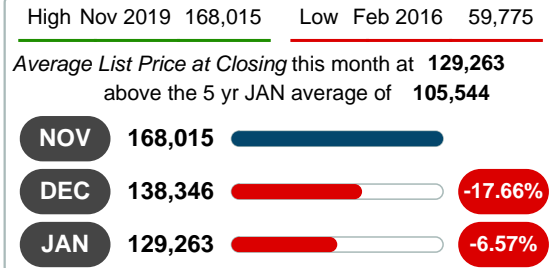 High Nov 2019 168,015 Low Feb 2016 59,775
Average List Price at Closing this month at 129,263
above the 5 yr JAN average of 105,544
NOV 168,015
DEC 138,346 -17.66%
JAN 129,263 -6.57%